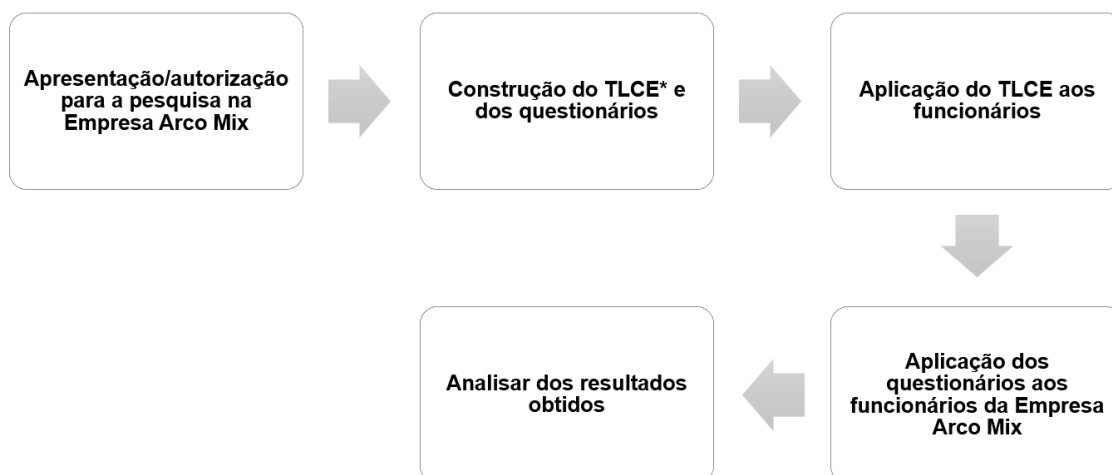 Apresentação/autorização
para a pesquisa na
Empresa Arco Mix
Construção do TLCE* e
dos questionários
Aplicação do TLCE aos
funcionários
Aplicação dos
questionários aos
funcionários da Empresa
Arco Mix
Analisar dos resultados
obtidos